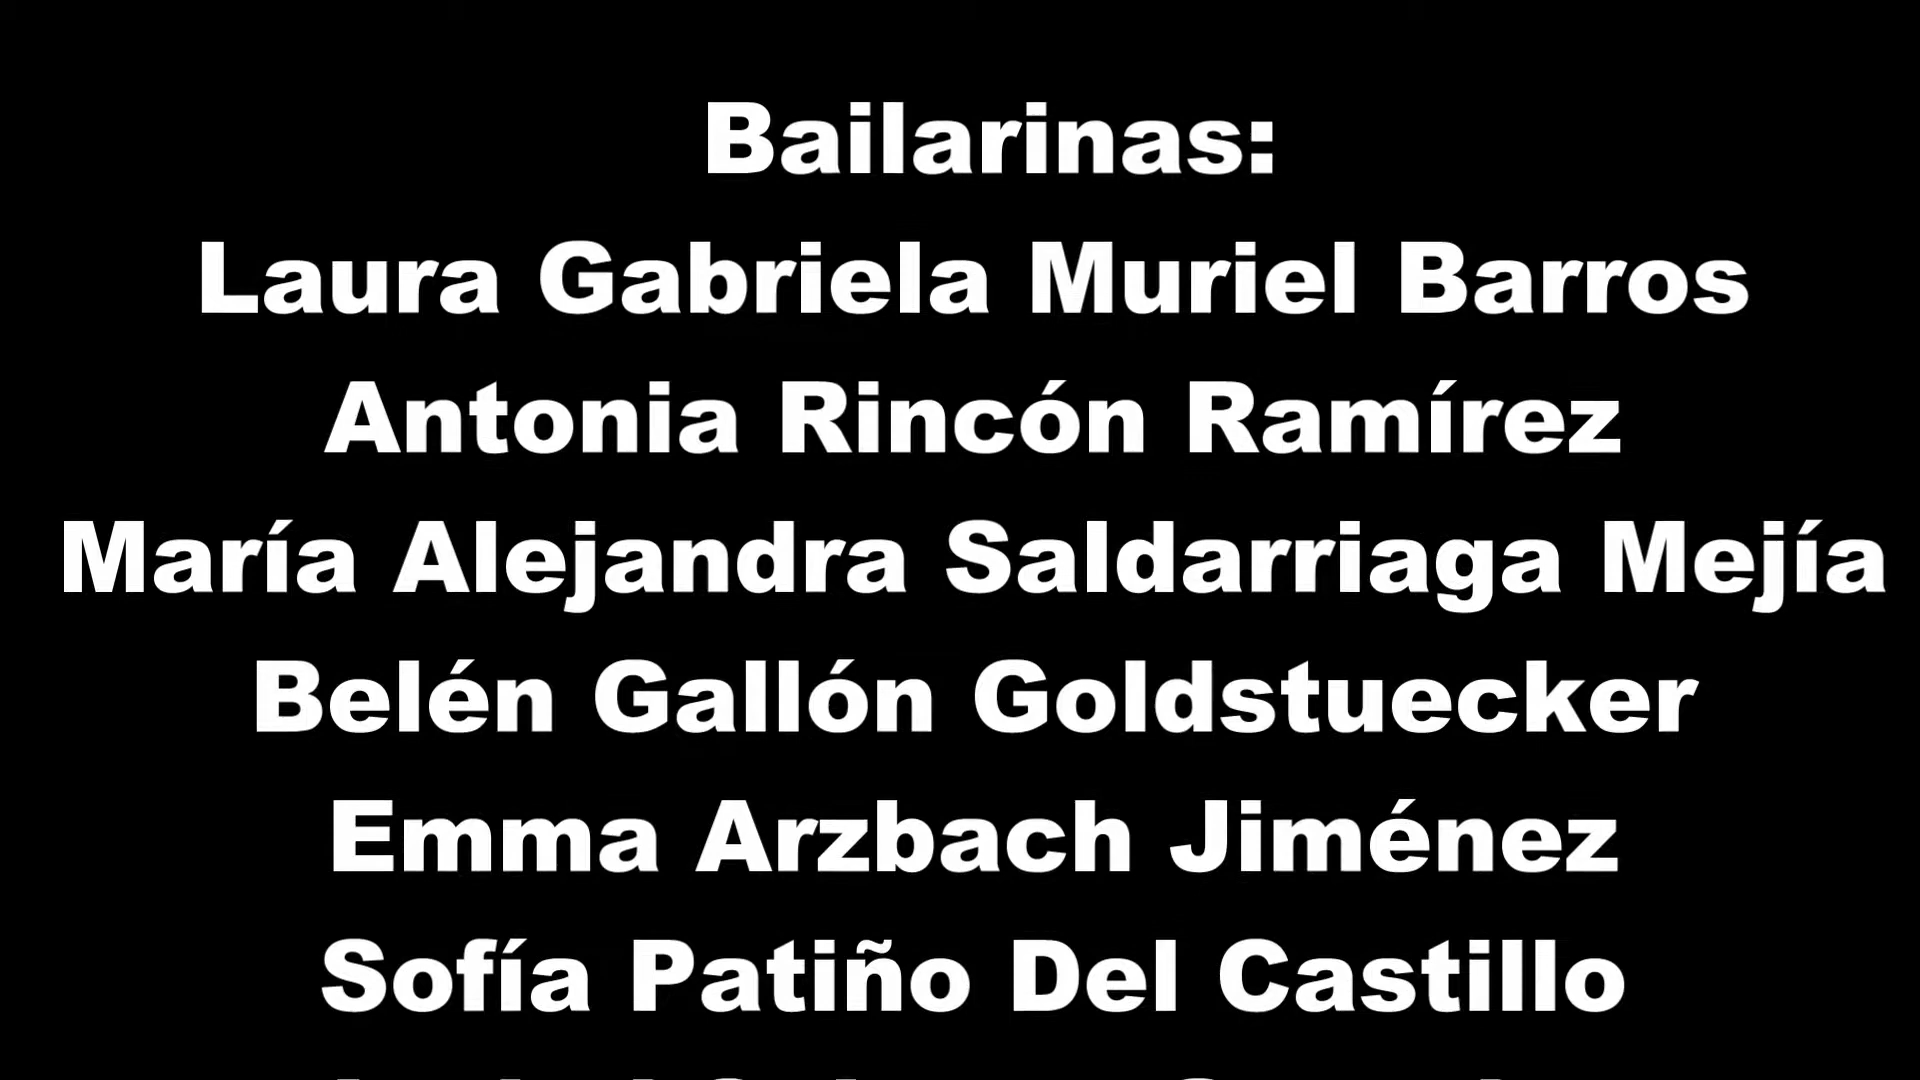 Bailarinas:
Laura Gabriela Muriel Barros
Antonia Rincón Ramírez
María Alejandra Saldarriaga Mejía
Belén Gallón Goldstuecker
Emma Arzbach Jiménez
Sofía Patiño Del Castillo